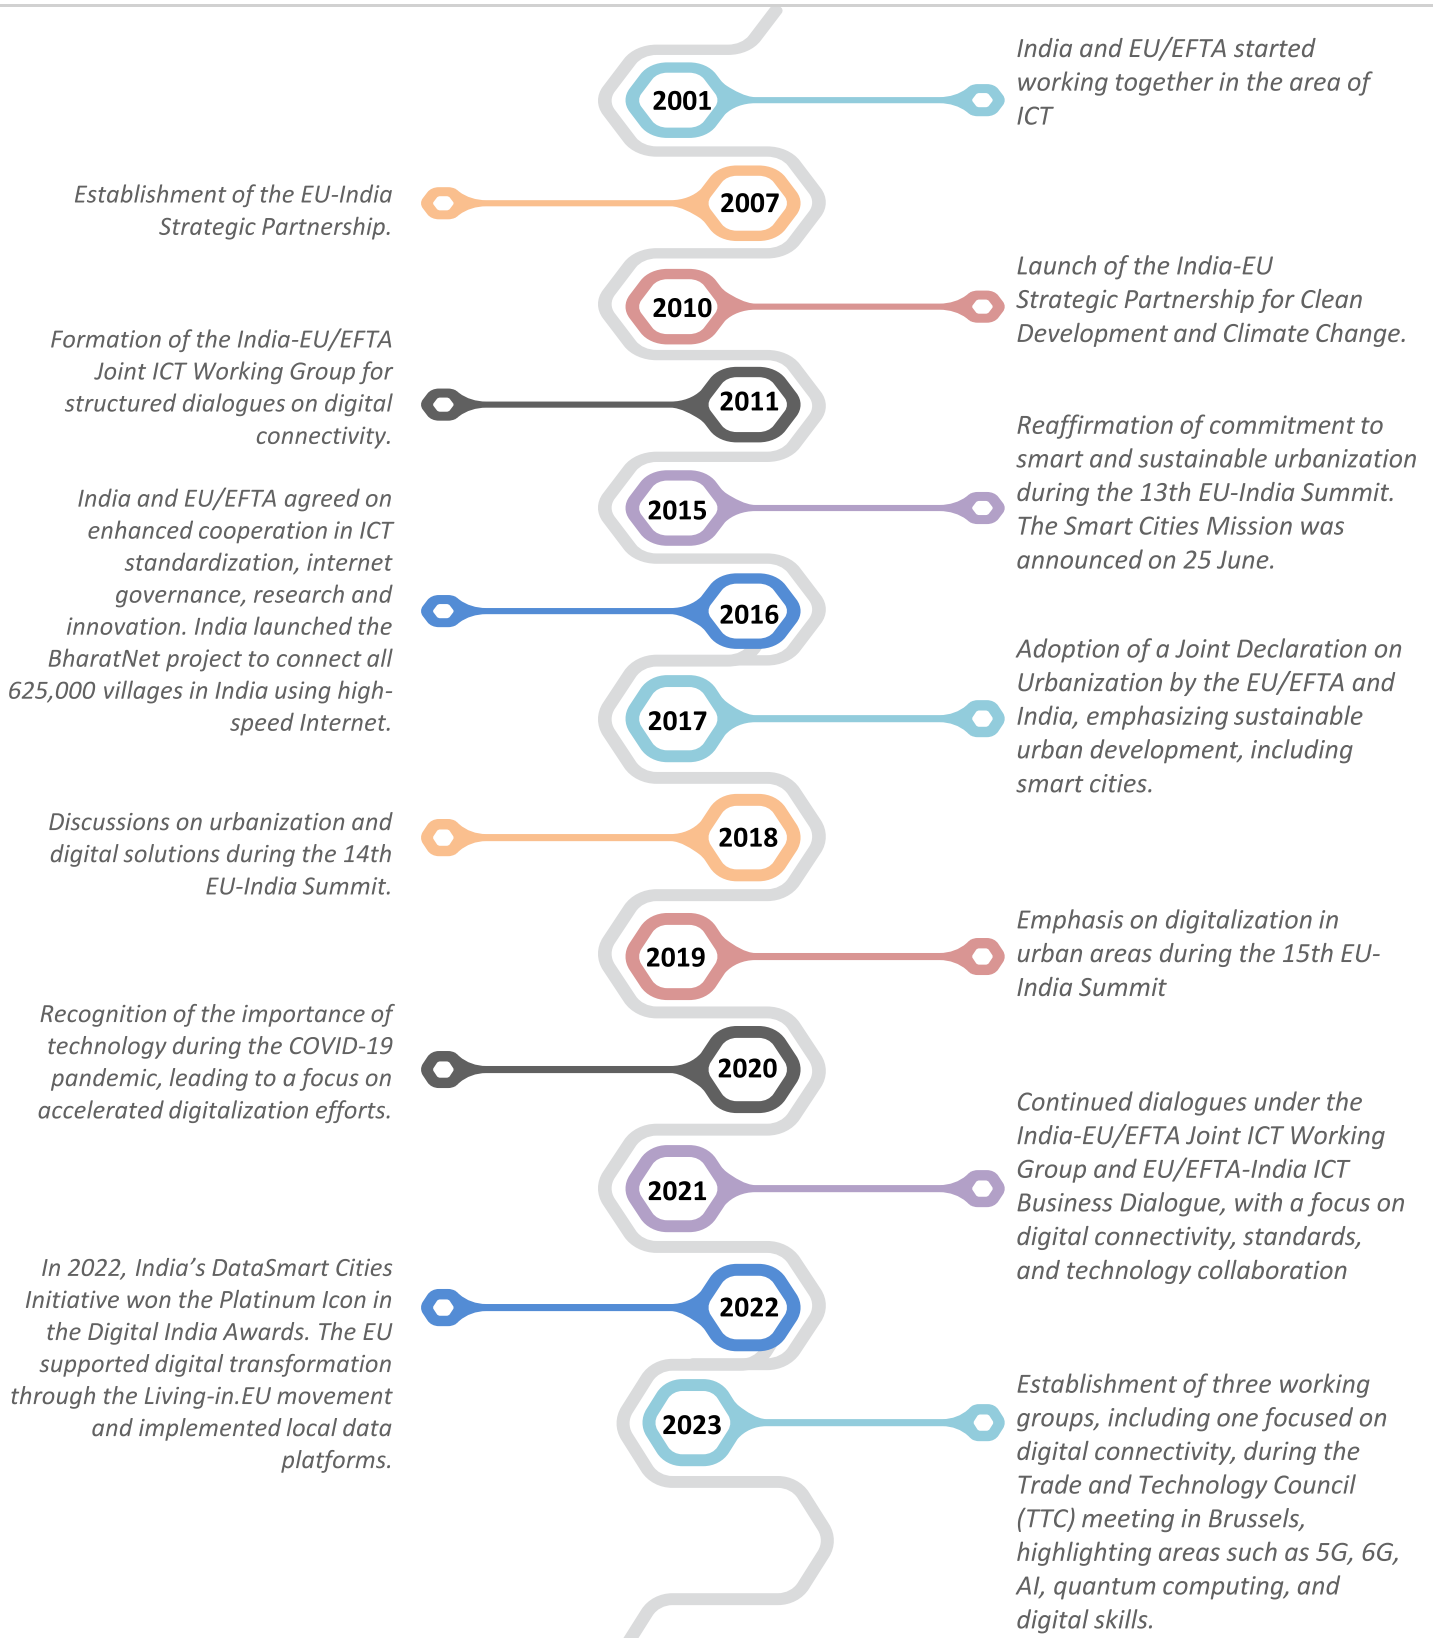 2001
India and EU/EFTA started
working together in the area of
ICT
Establishment of the EU-India
Strategic Partnership.
2007
2010
Launch of the India-EU
Strategic Partnership for Clean
Development and Climate Change.
Formation of the India-EU/EFTA
Joint ICT Working Group for
structured dialogues on digital
connectivity.
2011
2015
Reaffirmation of commitment to
smart and sustainable urbanization
during the 13th EU-India Summit.
The Smart Cities Mission was
announced on 25 June.
India and EU/EFTA agreed on
enhanced cooperation in ICT
standardization, internet
governance, research and
innovation. India launched the
BharatNet project to connect all
625,000 villages in India using high-
speed Internet.
2016
2017
Adoption of a Joint Declaration on
Urbanization by the EU/EFTA and
India, emphasizing sustainable
urban development, including
smart cities.
Discussions on urbanization and
digital solutions during the 14th
EU-India Summit.
2018
2019
Emphasis on digitalization in
urban areas during the 15th EU-
India Summit
Recognition of the importance of
technology during the COVID-19
pandemic, leading to a focus on
accelerated digitalization efforts.
2020
2021
Continued dialogues under the
India-EU/EFTA Joint ICT Working
Group and EU/EFTA-India ICT
Business Dialogue, with a focus on
digital connectivity, standards,
and technology collaboration
In 2022, India’s DataSmart Cities
Initiative won the Platinum Icon in
the Digital India Awards. The EU
supported digital transformation
through the Living-in.EU movement
and implemented local data
platforms.
2022
2023
Establishment of three working
groups, including one focused on
digital connectivity, during the
Trade and Technology Council
(TTC) meeting in Brussels,
highlighting areas such as 5G, 6G,
AI, quantum computing, and
digital skills.